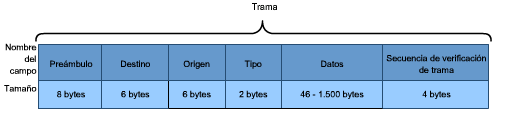 Trama
Nombre
del
campo
Preámbulo
Destino
Origen
Tipo
Datos
Secuencia de verificación
de trama
Tamaño
8 bytes
6 bytes
6 bytes
2 bytes
46 - 1.500 bytes
4 bytes